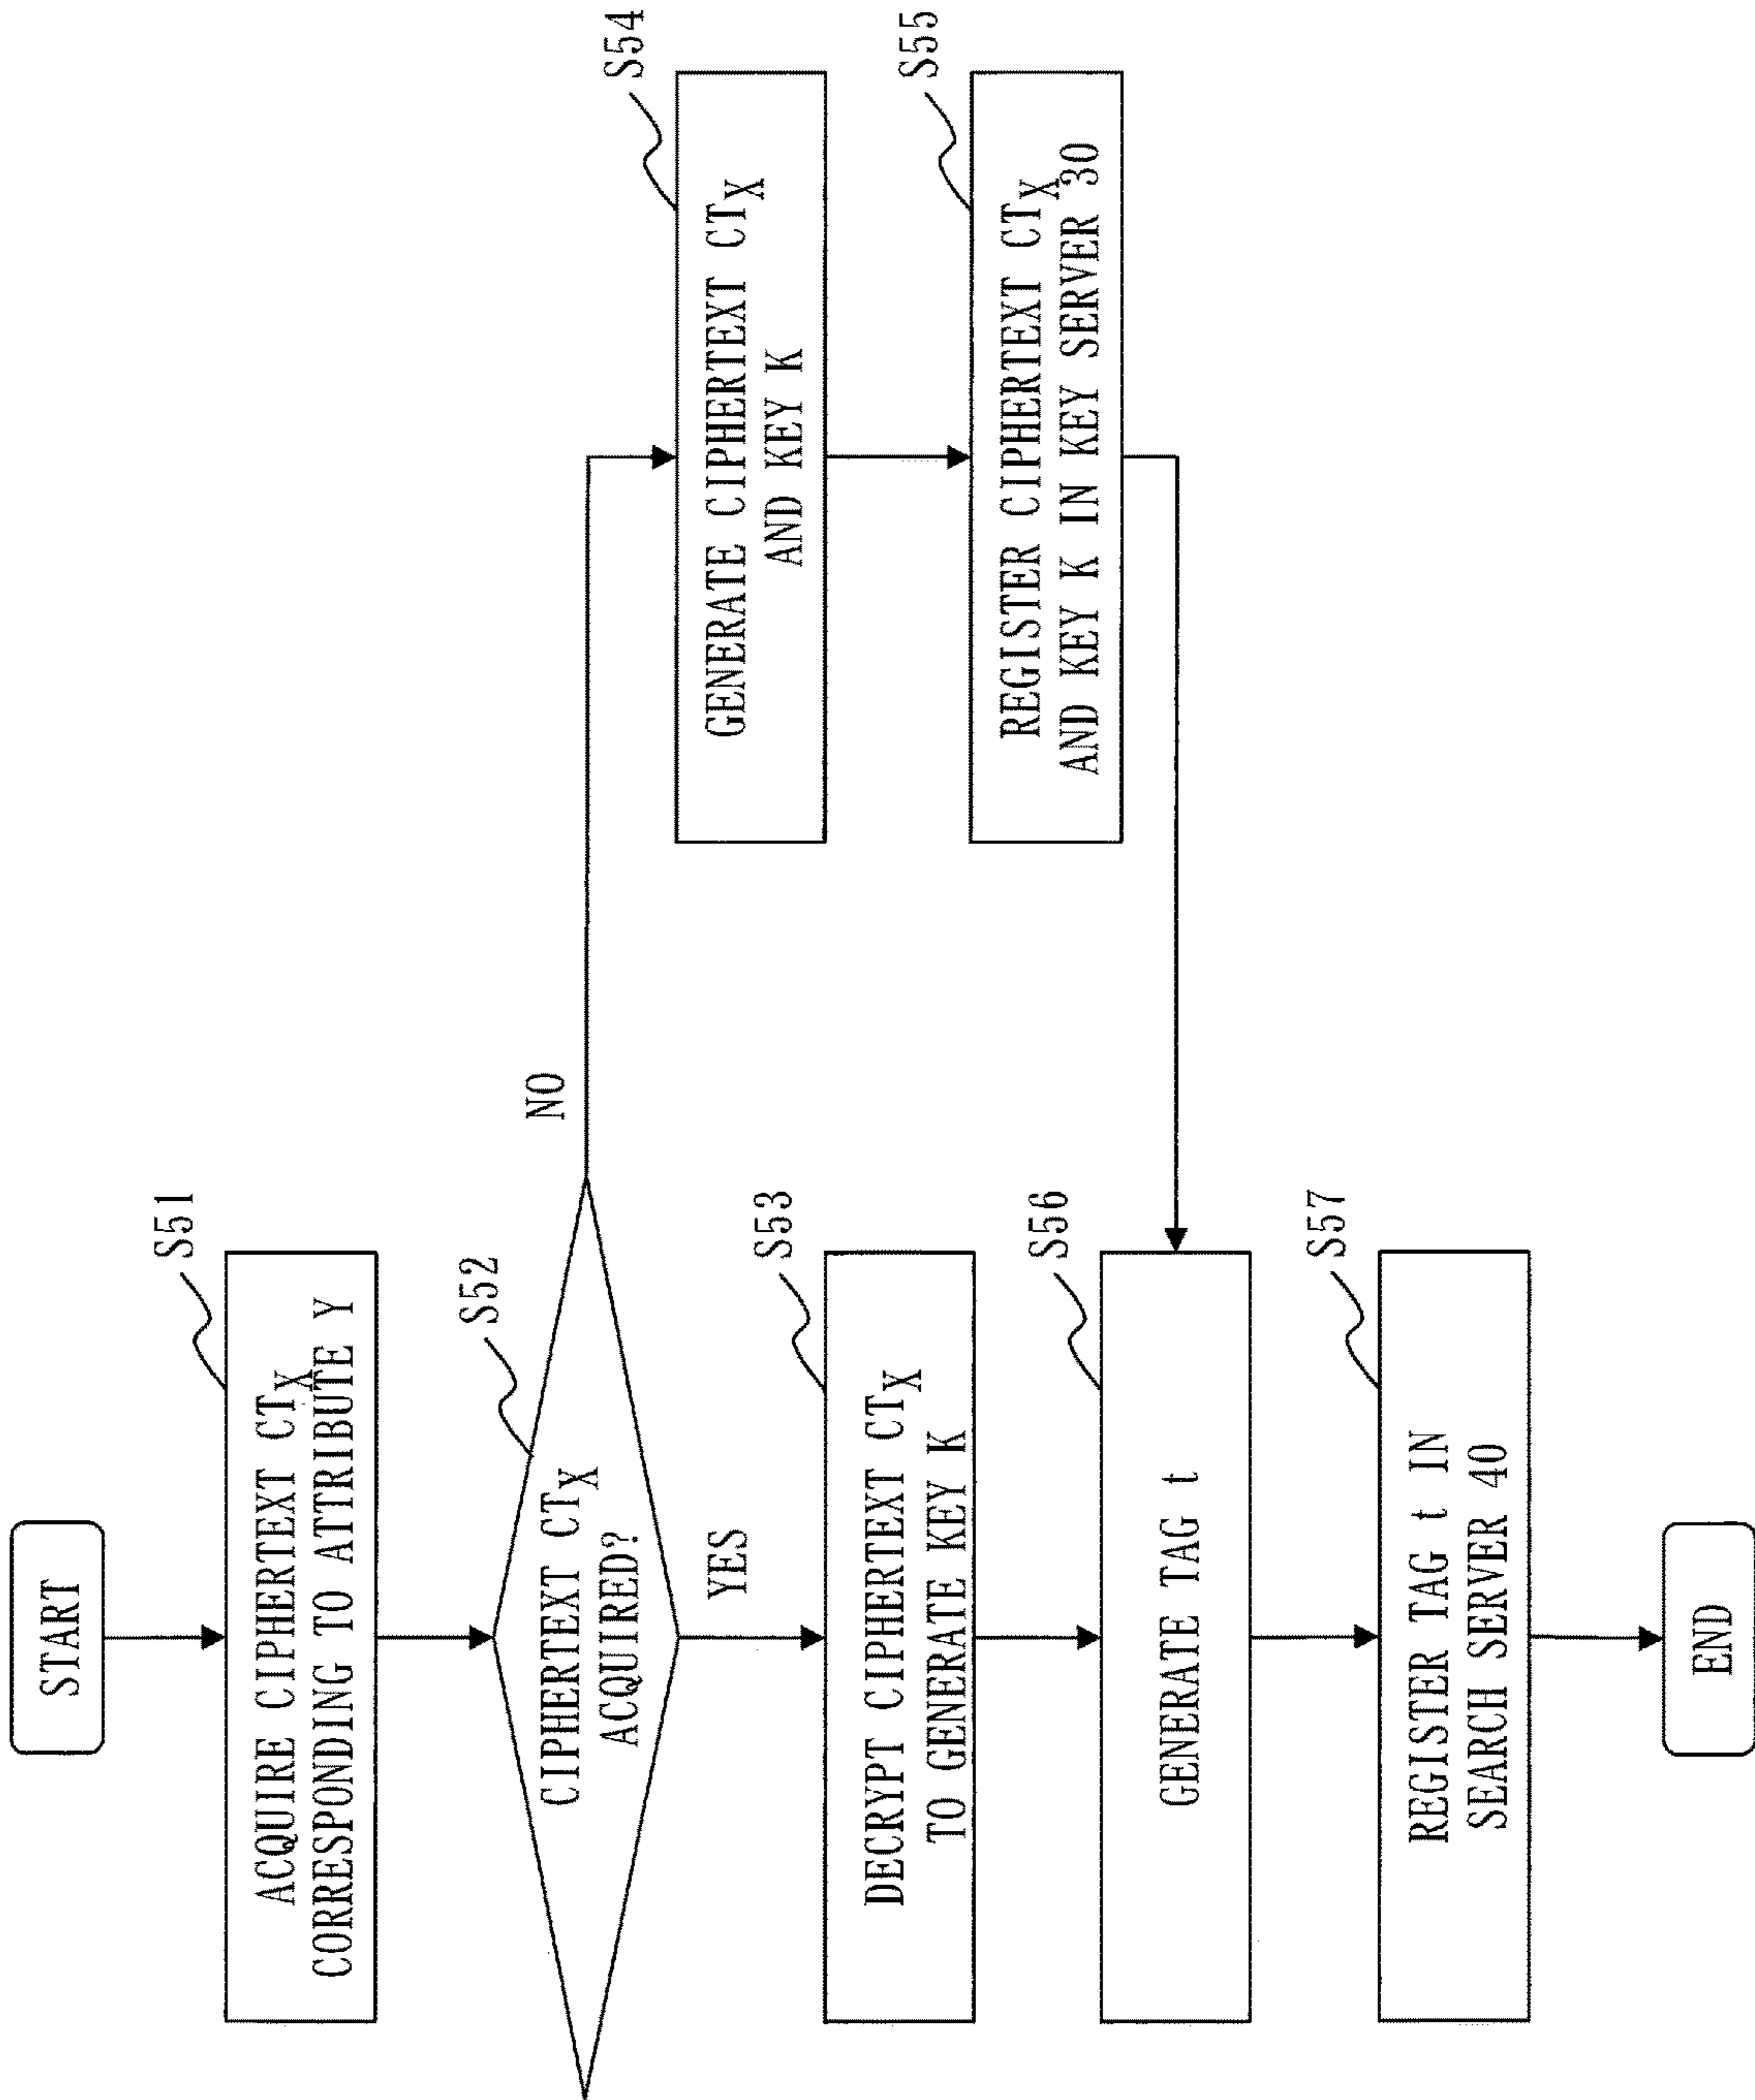 START
S51
ACQUIRE CIPHERTEXT CTX
CORRESPONDING TO ATTRIBUTE Y
S52
CIPHERTEXT CTX
ACQUIRED?
NO
YES
S53
DECRYPT CIPHERTEXT CTX
TO GENERATE KEY K
S54
GENERATE CIPHERTEXT CTX
AND KEY K
S55
REGISTER CIPHERTEXT CTX
AND KEY K IN KEY SERVER 30
S56
GENERATE TAG t
S57
REGISTER TAG t IN
SEARCH SERVER 40
END